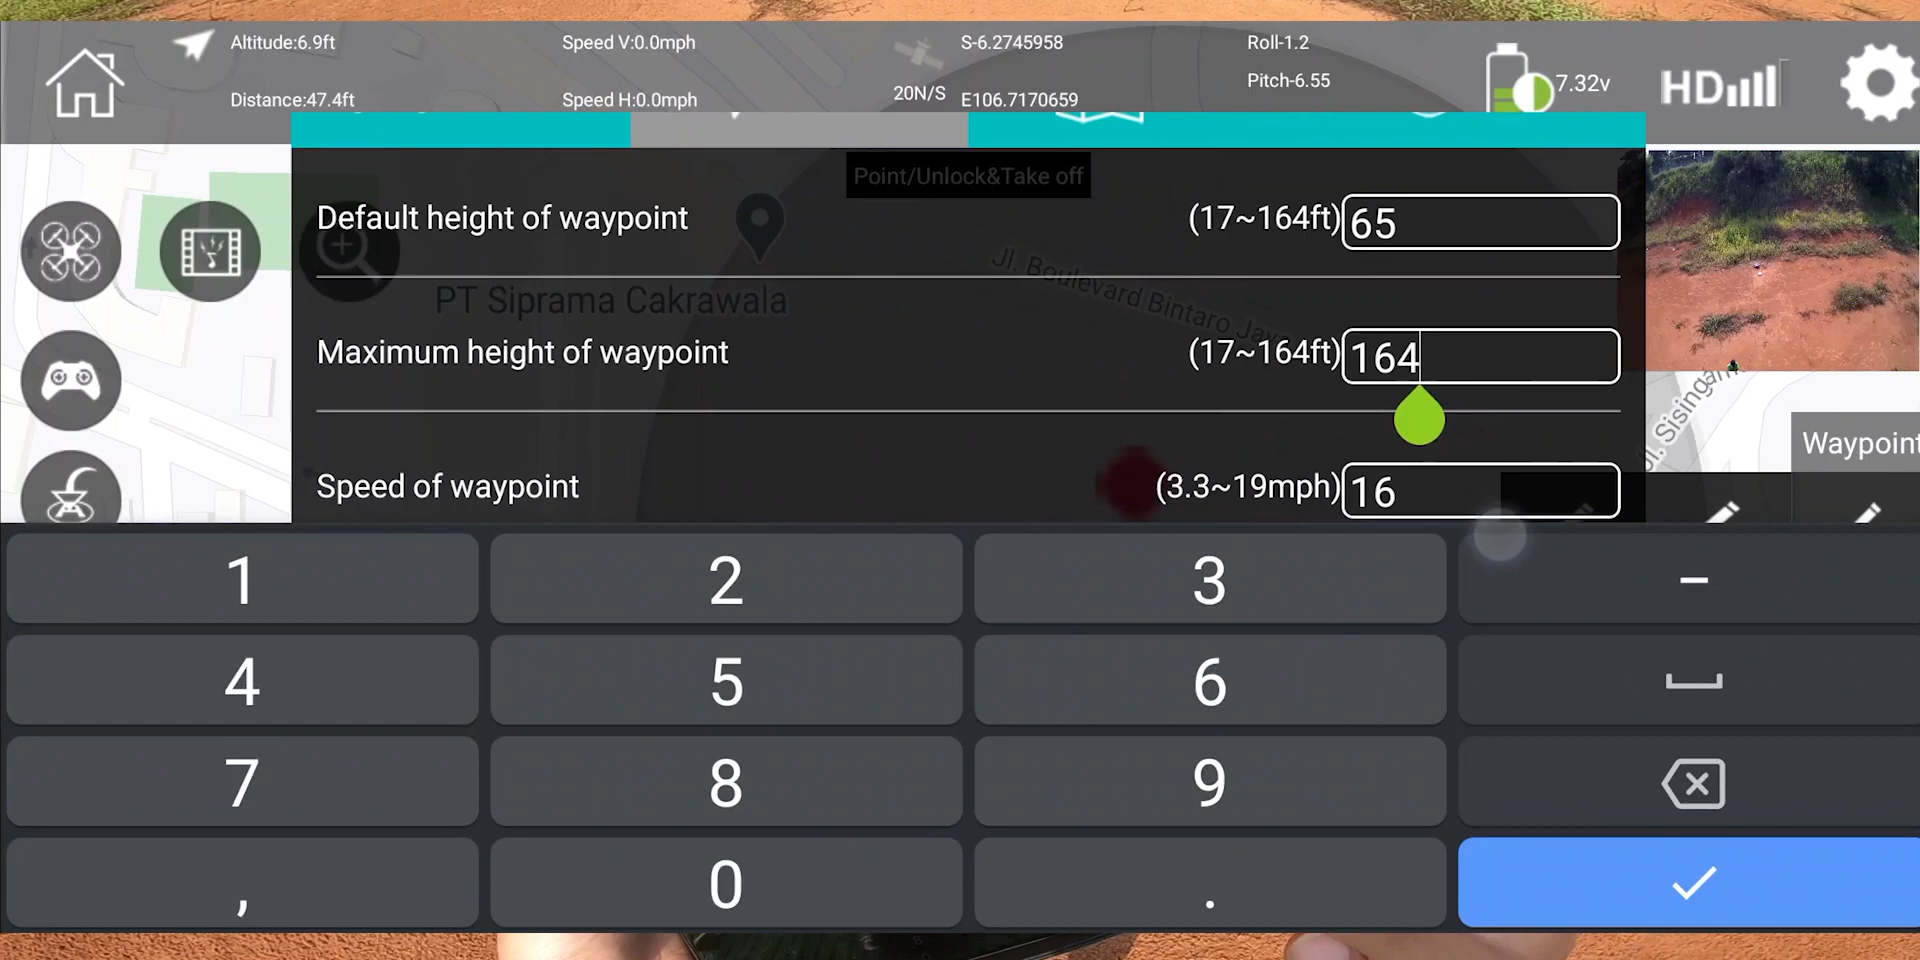 Altitude:6.9ft
Speed V:0.0mph
S-6.2745958
Roll-1.2
Distance:47.4ft
Speed H:0.0mph
20N/S
E106.7170659
Pitch-6.55
7.32v
HD
Point/Unlock&Take off
Default height of waypoint
(17~164ft)
65
PT Siprama Cakrawala
Jl. Boulevard Bintaro Jaya
Maximum height of waypoint
(17~164ft)
164
Speed of waypoint
(3.3~19mph)
16
Waypoint
1
2
3
–
4
5
6
7
8
9
,
0
.